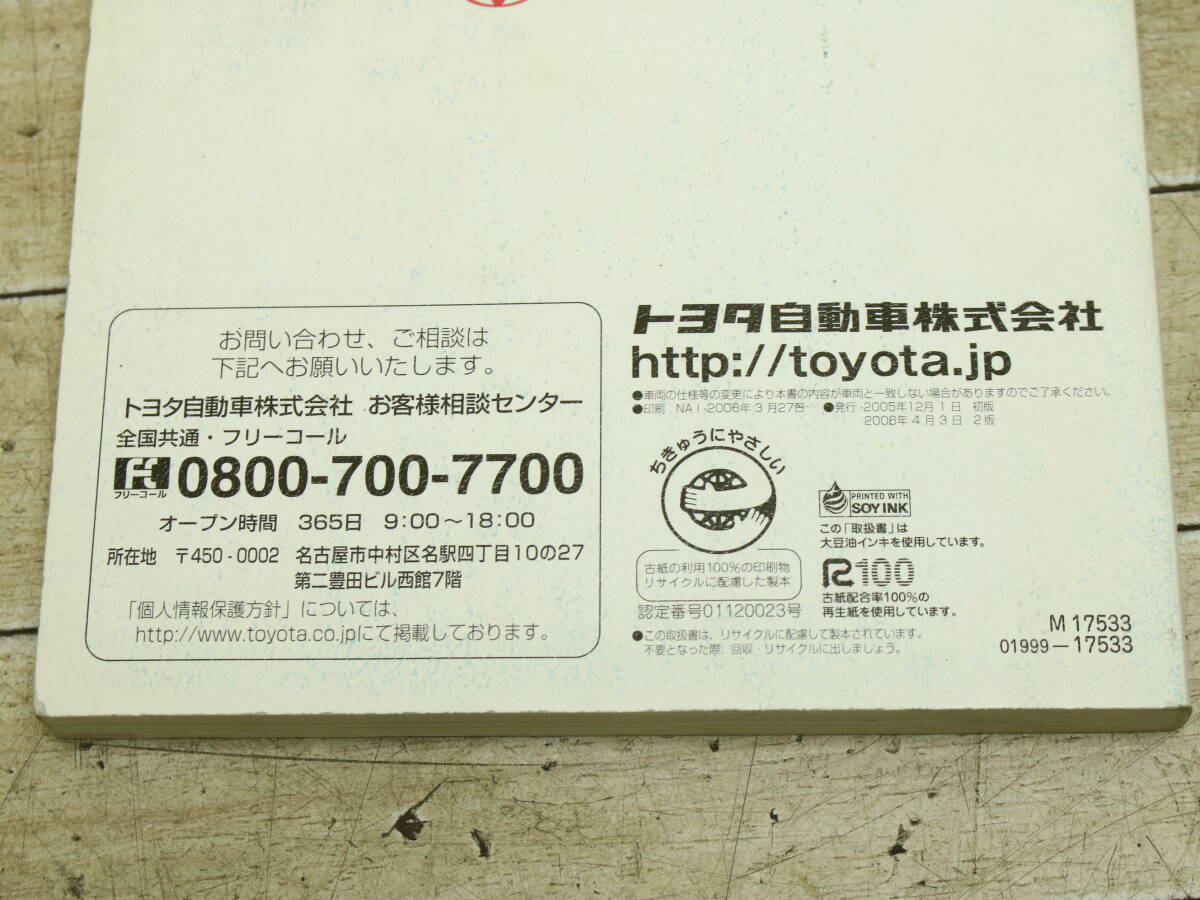 お問い合わせ、ご相談は
下記へお願いいたします。
トヨタ自動車株式会社 お客様相談センター
全国共通・フリーコール
フリーコール 0800-700-7700
オープン時間 365日 9:00～18:00
所在地 〒450-0002 名古屋市中村区名駅四丁目10の27
第二豊田ビル西館7階
「個人情報保護方針」については、
http://www.toyota.co.jpにて掲載しております。
トヨタ自動車株式会社
http://toyota.jp
●車両の仕様等の変更により本書の内容が車両と一致しない場合がありますのでご了承ください。
●印刷 NAI-2006年3月27日 ●発行-2005年12月1日 初版
2006年4月3日 2版
ちきゅうにやさしい
古紙の利用100%の印刷物
リサイクルに配慮した製本
認定番号01120023号
PRINTED WITH
SOY INK
この「取扱書」は
大豆油インキを使用しています。
R100
古紙配合率100%の
再生紙を使用しています。
●この取扱書は、リサイクルに配慮して製本されています。
不要となった際、回収・リサイクルに出しましょう。
M 17533
01999－17533